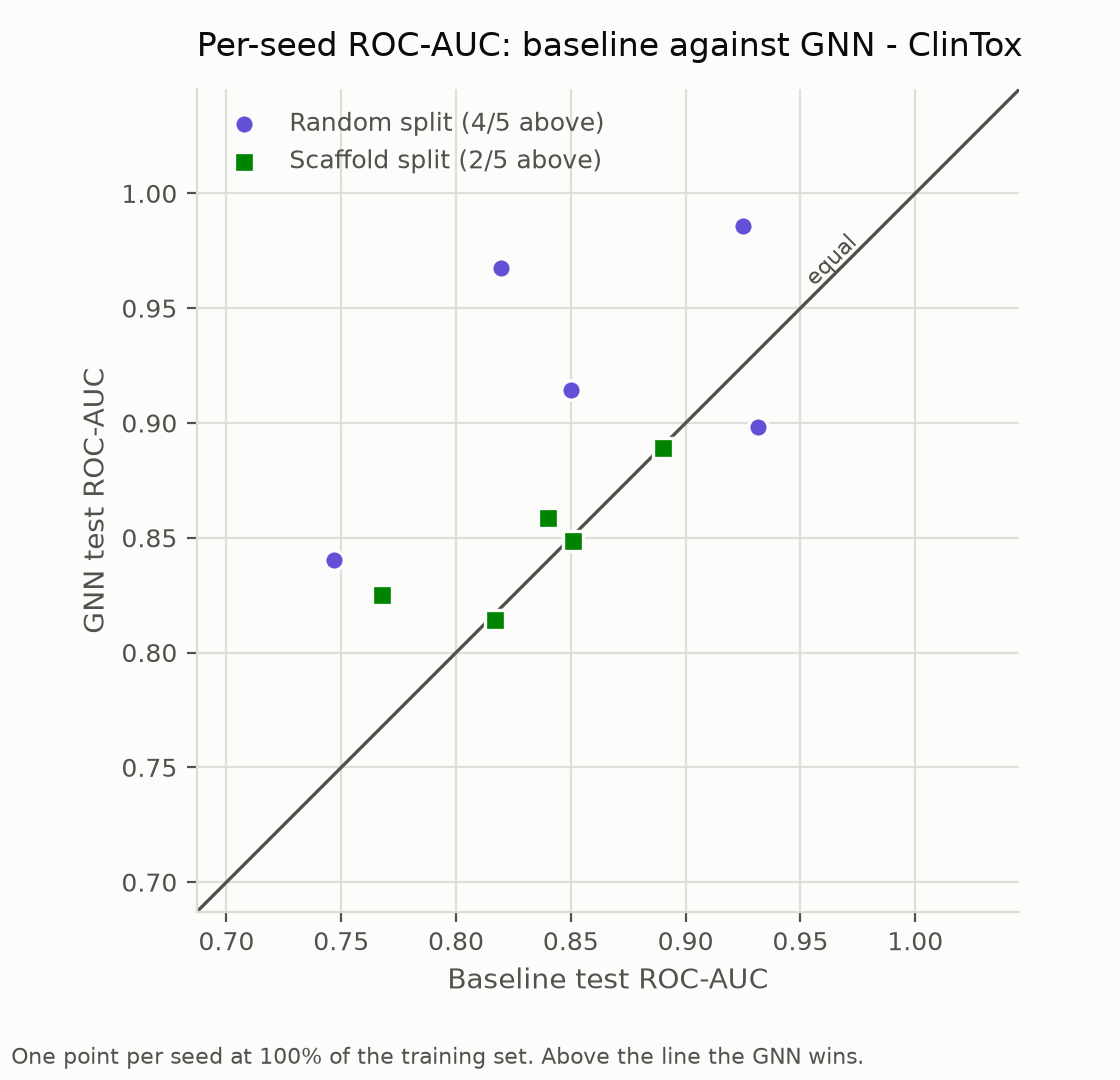 Per-seed ROC-AUC: baseline against GNN - ClinTox
Random split (4/5 above)
Scaffold split (2/5 above)
1.00
0.95
0.90
0.85
0.80
0.75
0.70
GNN test ROC-AUC
equal
0.70 0.75 0.80 0.85 0.90 0.95 1.00
Baseline test ROC-AUC
One point per seed at 100% of the training set. Above the line the GNN wins.